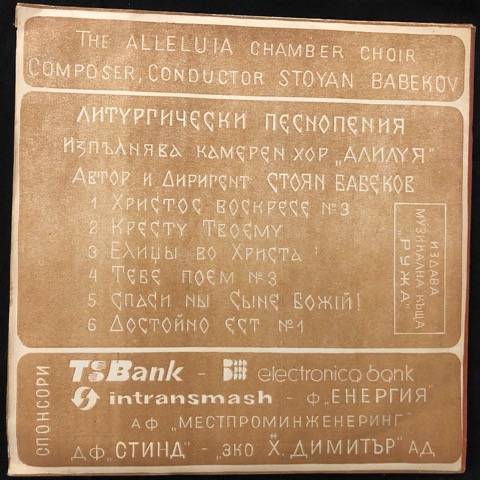 THE ALLELUIA CHAMBER CHOIR
COMPOSER, CONDUCTOR STOYAN BABEKOV
ЛИТУРГИЧЕСКИ ПЕСНОПЕНИЯ
ИЗПЪЛНЯВА КАМЕРЕН ХОР „АЛИЛУЯ"
АВТОР И ДИРИГЕНТ СТОЯН БАБЕКОВ
1 ХРИСТОС ВОСКРЕСЕ №3
2 КРЕСТУ ТВОЕМУ
3 ЕЛИЦЫ ВО ХРИСТА
4 ТЕБЕ ПОЕМ №3
5 СПАСИ НЫ СЫНЕ БОЖІЙ!
6 ДОСТОЙНО ЕСТ №1
ИЗДАВА
МУЗИКАЛНА КЪЩА
"РУЖА"
СПОНСОРИ
TSBank - electronica bank
intransmash - Ф. „ЕНЕРГИЯ"
АФ „МЕСТПРОМИНЖЕНЕРИНГ"
ДФ „СТИНД" - „ЗКО Х. ДИМИТЪР" АД